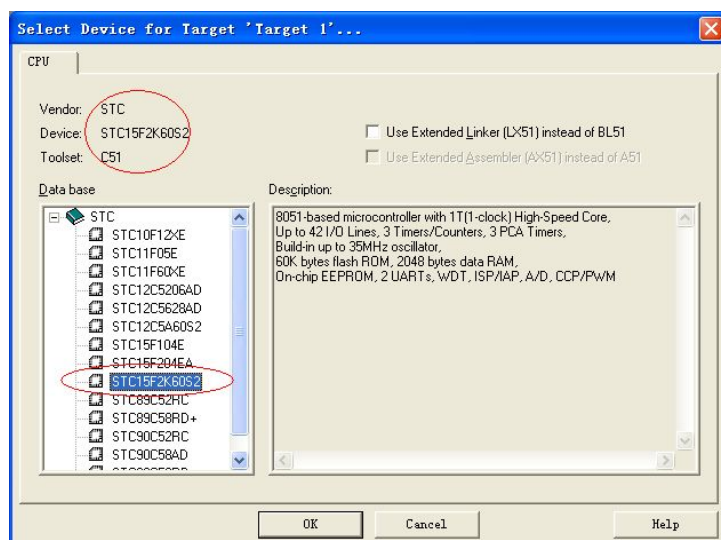 Select Device for Target 'Target 1'...
CPU
Vendor: STC
Device: STC15F2K60S2
Toolset: C51
Use Extended Linker (LX51) instead of BL51
Use Extended Assembler (AX51) instead of A51
Data base
Description:
STC
STC10F12XE
STC11F05E
STC11F60XE
STC12C5206AD
STC12C5628AD
STC12C5A60S2
STC15F104E
STC15F204EA
STC15F2K60S2
STC89C52RC
STC89C58RD+
STC90C52RC
STC90C58AD
8051-based microcontroller with 1T(1-clock) High-Speed Core,
Up to 42 I/O Lines, 3 Timers/Counters, 3 PCA Timers,
Build-in up to 35MHz oscillator,
60K bytes flash ROM, 2048 bytes data RAM,
On-chip EEPROM, 2 UARTs, WDT, ISP/IAP, A/D, CCP/PWM
OK
Cancel
Help